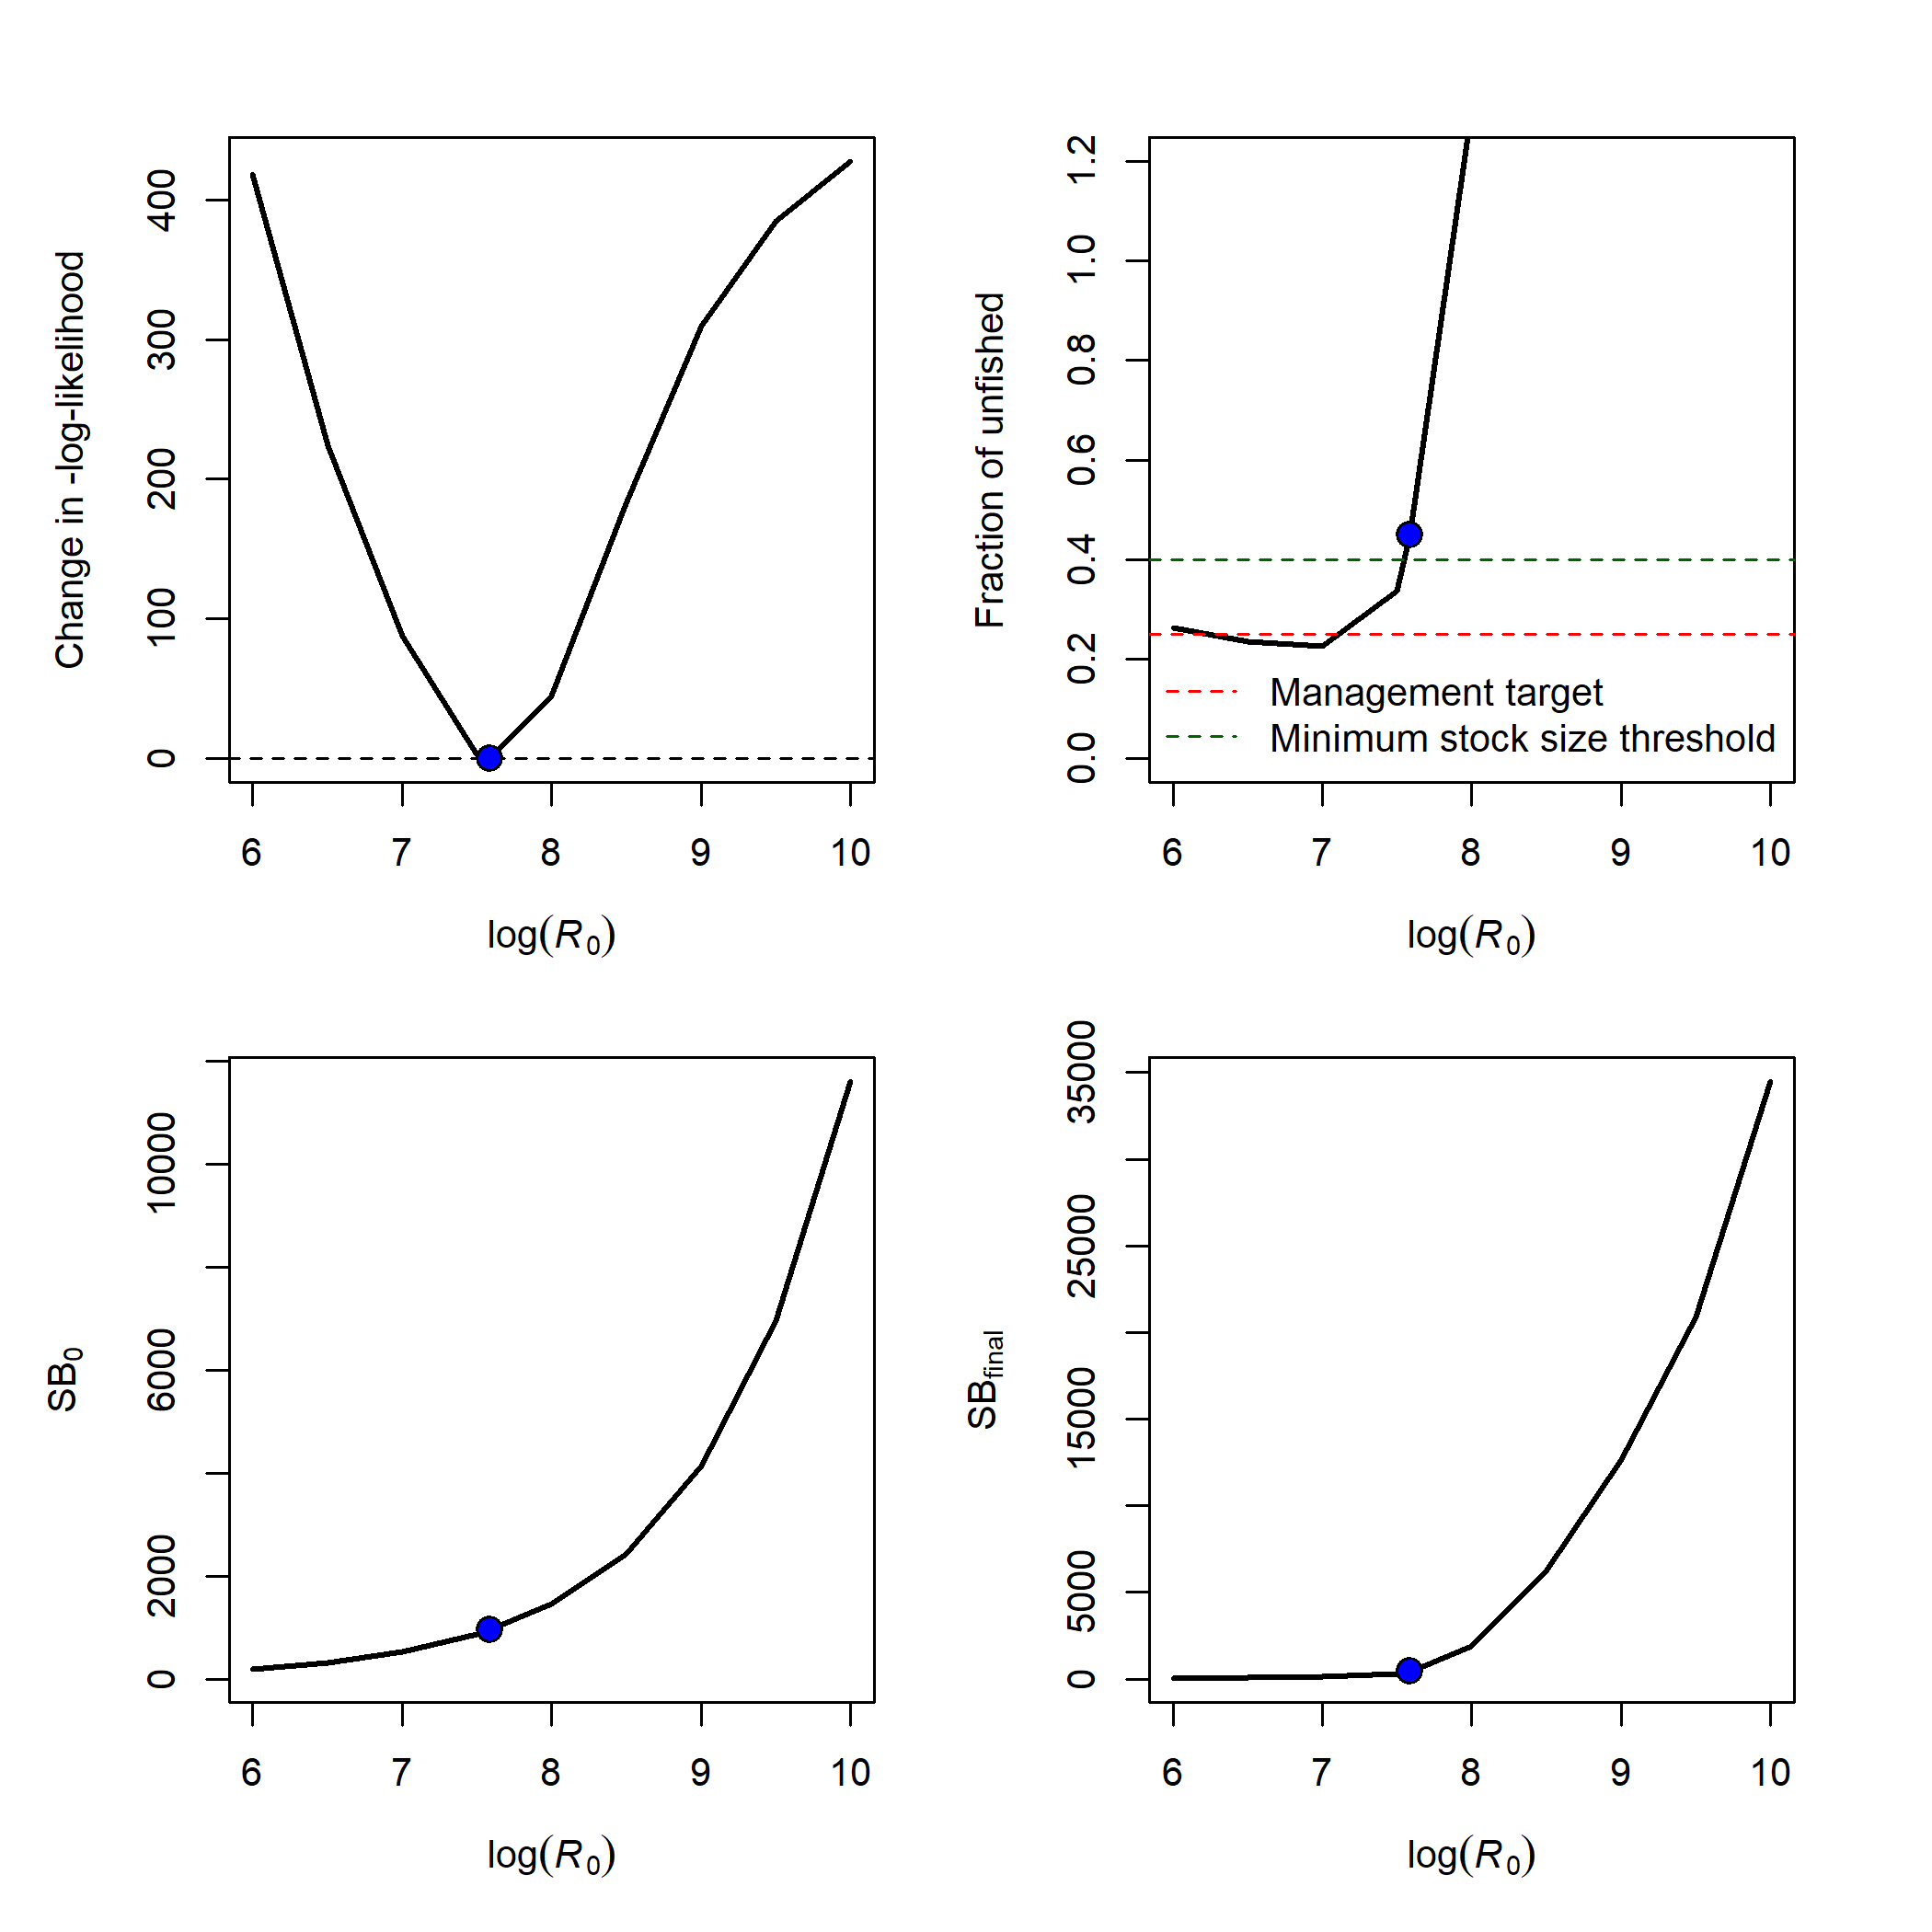 Change in -log-likelihood
0
100
200
300
400
6 7 8 9 10
log(R0)
Fraction of unfished
0.0
0.2
0.4
0.6
0.8
1.0
1.2
Management target
Minimum stock size threshold
6 7 8 9 10
log(R0)
SB0
0
2000
6000
10000
6 7 8 9 10
log(R0)
SBfinal
0
5000
15000
25000
35000
6 7 8 9 10
log(R0)